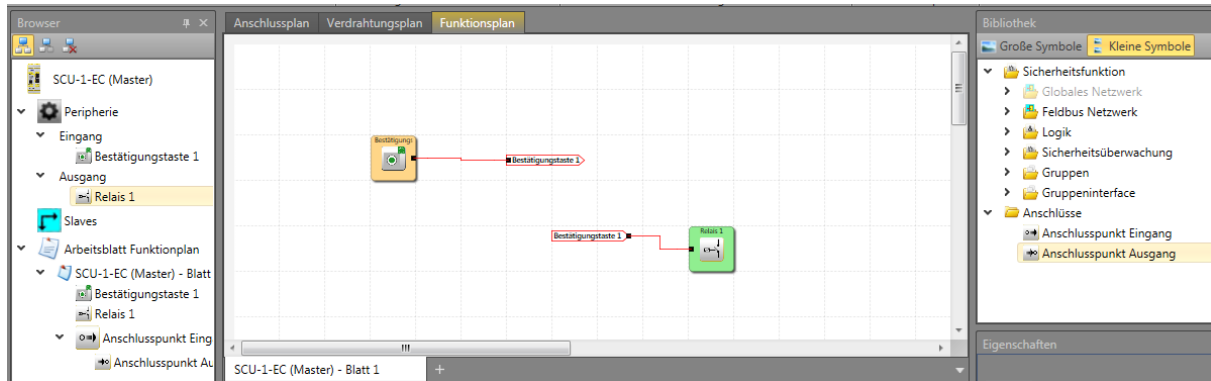 Browser
SCU-1-EC (Master)
Peripherie
Eingang
Bestätigungstaste 1
Ausgang
Relais 1
Slaves
Arbeitsblatt Funktionplan
SCU-1-EC (Master) - Blatt
Bestätigungstaste 1
Relais 1
Anschlusspunkt Eing
Anschlusspunkt Au
Anschlussplan Verdrahtungsplan Funktionsplan
Bestätigungs
Bestätigungstaste 1
Bestätigungstaste 1
Relais 1
SCU-1-EC (Master) - Blatt 1 +
Bibliothek
Große Symbole Kleine Symbole
Sicherheitsfunktion
Globales Netzwerk
Feldbus Netzwerk
Logik
Sicherheitsüberwachung
Gruppen
Gruppeninterface
Anschlüsse
Anschlusspunkt Eingang
Anschlusspunkt Ausgang
Eigenschaften